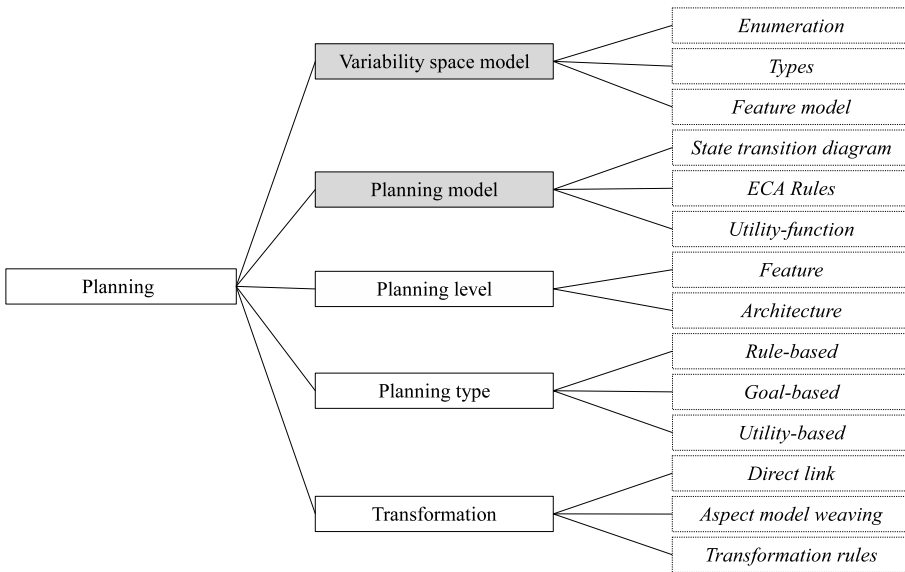 Enumeration
Variability space model
Types
Feature model
State transition diagram
Planning model
ECA Rules
Utility-function
Feature
Planning
Planning level
Architecture
Rule-based
Planning type
Goal-based
Utility-based
Direct link
Transformation
Aspect model weaving
Transformation rules